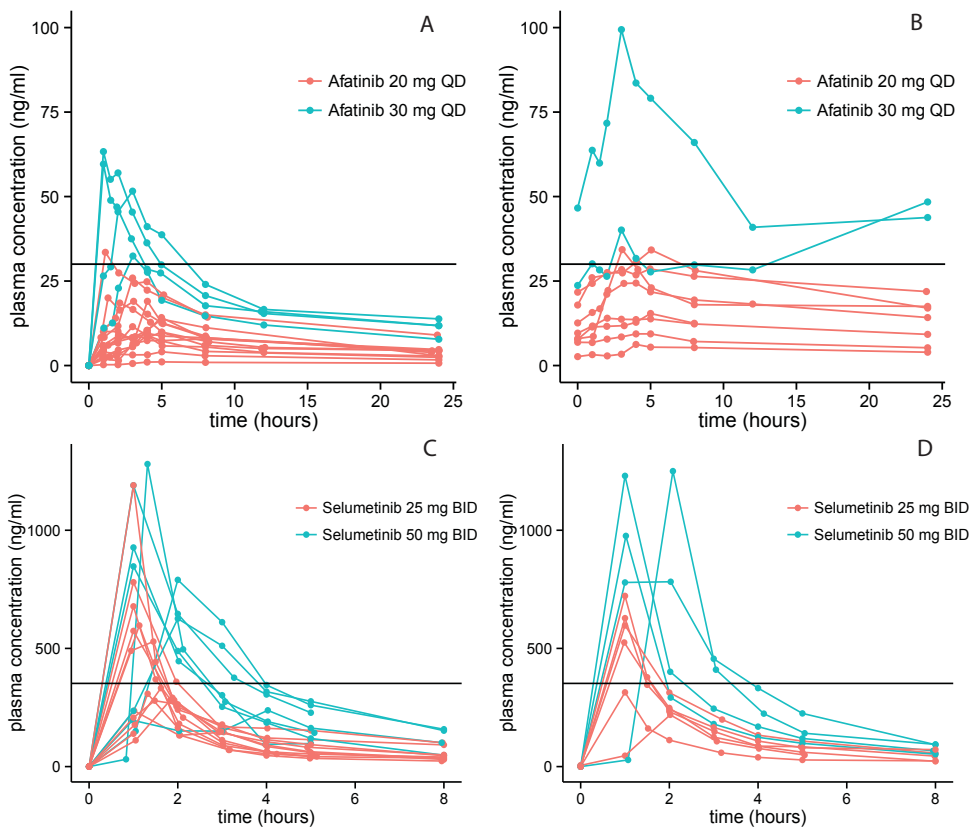 A
B
plasma concentration (ng/ml)
100
75
50
25
0
Afatinib 20 mg QD
Afatinib 30 mg QD
0 5 10 15 20 25
time (hours)
plasma concentration (ng/ml)
100
75
50
25
0
Afatinib 20 mg QD
Afatinib 30 mg QD
0 5 10 15 20 25
time (hours)
C
D
plasma concentration (ng/ml)
1000
500
0
Selumetinib 25 mg BID
Selumetinib 50 mg BID
0 2 4 6 8
time (hours)
plasma concentration (ng/ml)
1000
500
0
Selumetinib 25 mg BID
Selumetinib 50 mg BID
0 2 4 6 8
time (hours)